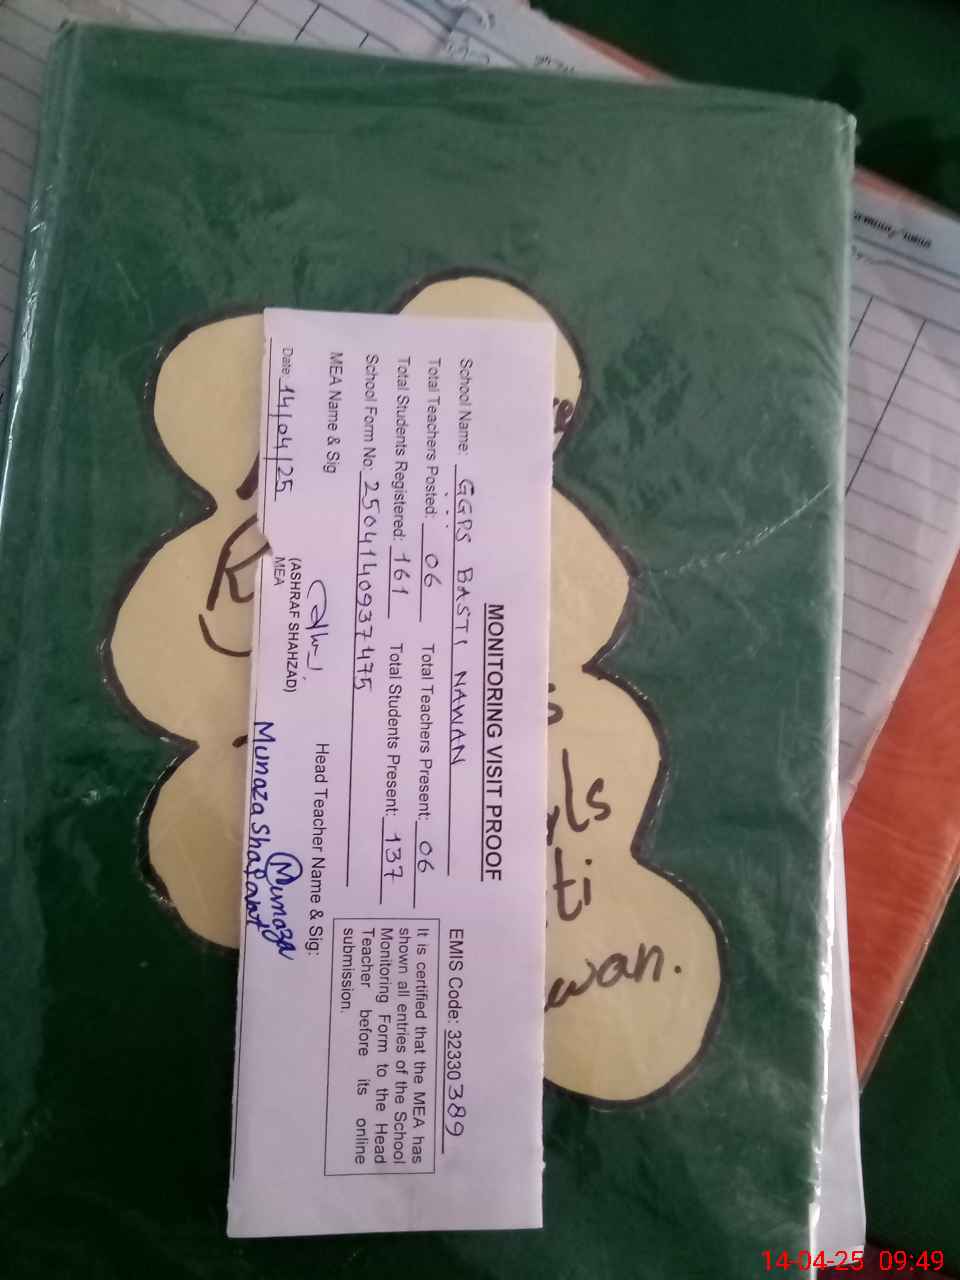 MONITORING VISIT PROOF
School Name: GGPS BASTI NAWAN EMIS Code: 32330389
Total Teachers Posted: 06 Total Teachers Present: 06
Total Students Registered: 161 Total Students Present: 137
School Form No: 2504140937475
It is certified that the MEA has
shown all entries of the School
Monitoring Form to the Head
Teacher before its online
submission.
MEA Name & Sig Head Teacher Name & Sig:
(ASHRAF SHAHZAD)
MEA
Munaza
Munaza Sharafat
Date: 14/04/25
wan.
14-04-25 09:49